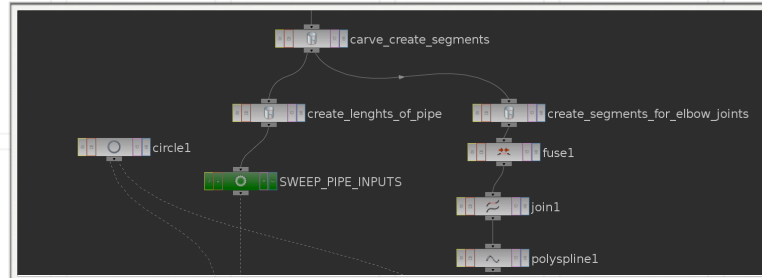 carve_create_segments
create_lenghts_of_pipe
create_segments_for_elbow_joints
circle1
fuse1
SWEEP_PIPE_INPUTS
join1
polyspline1